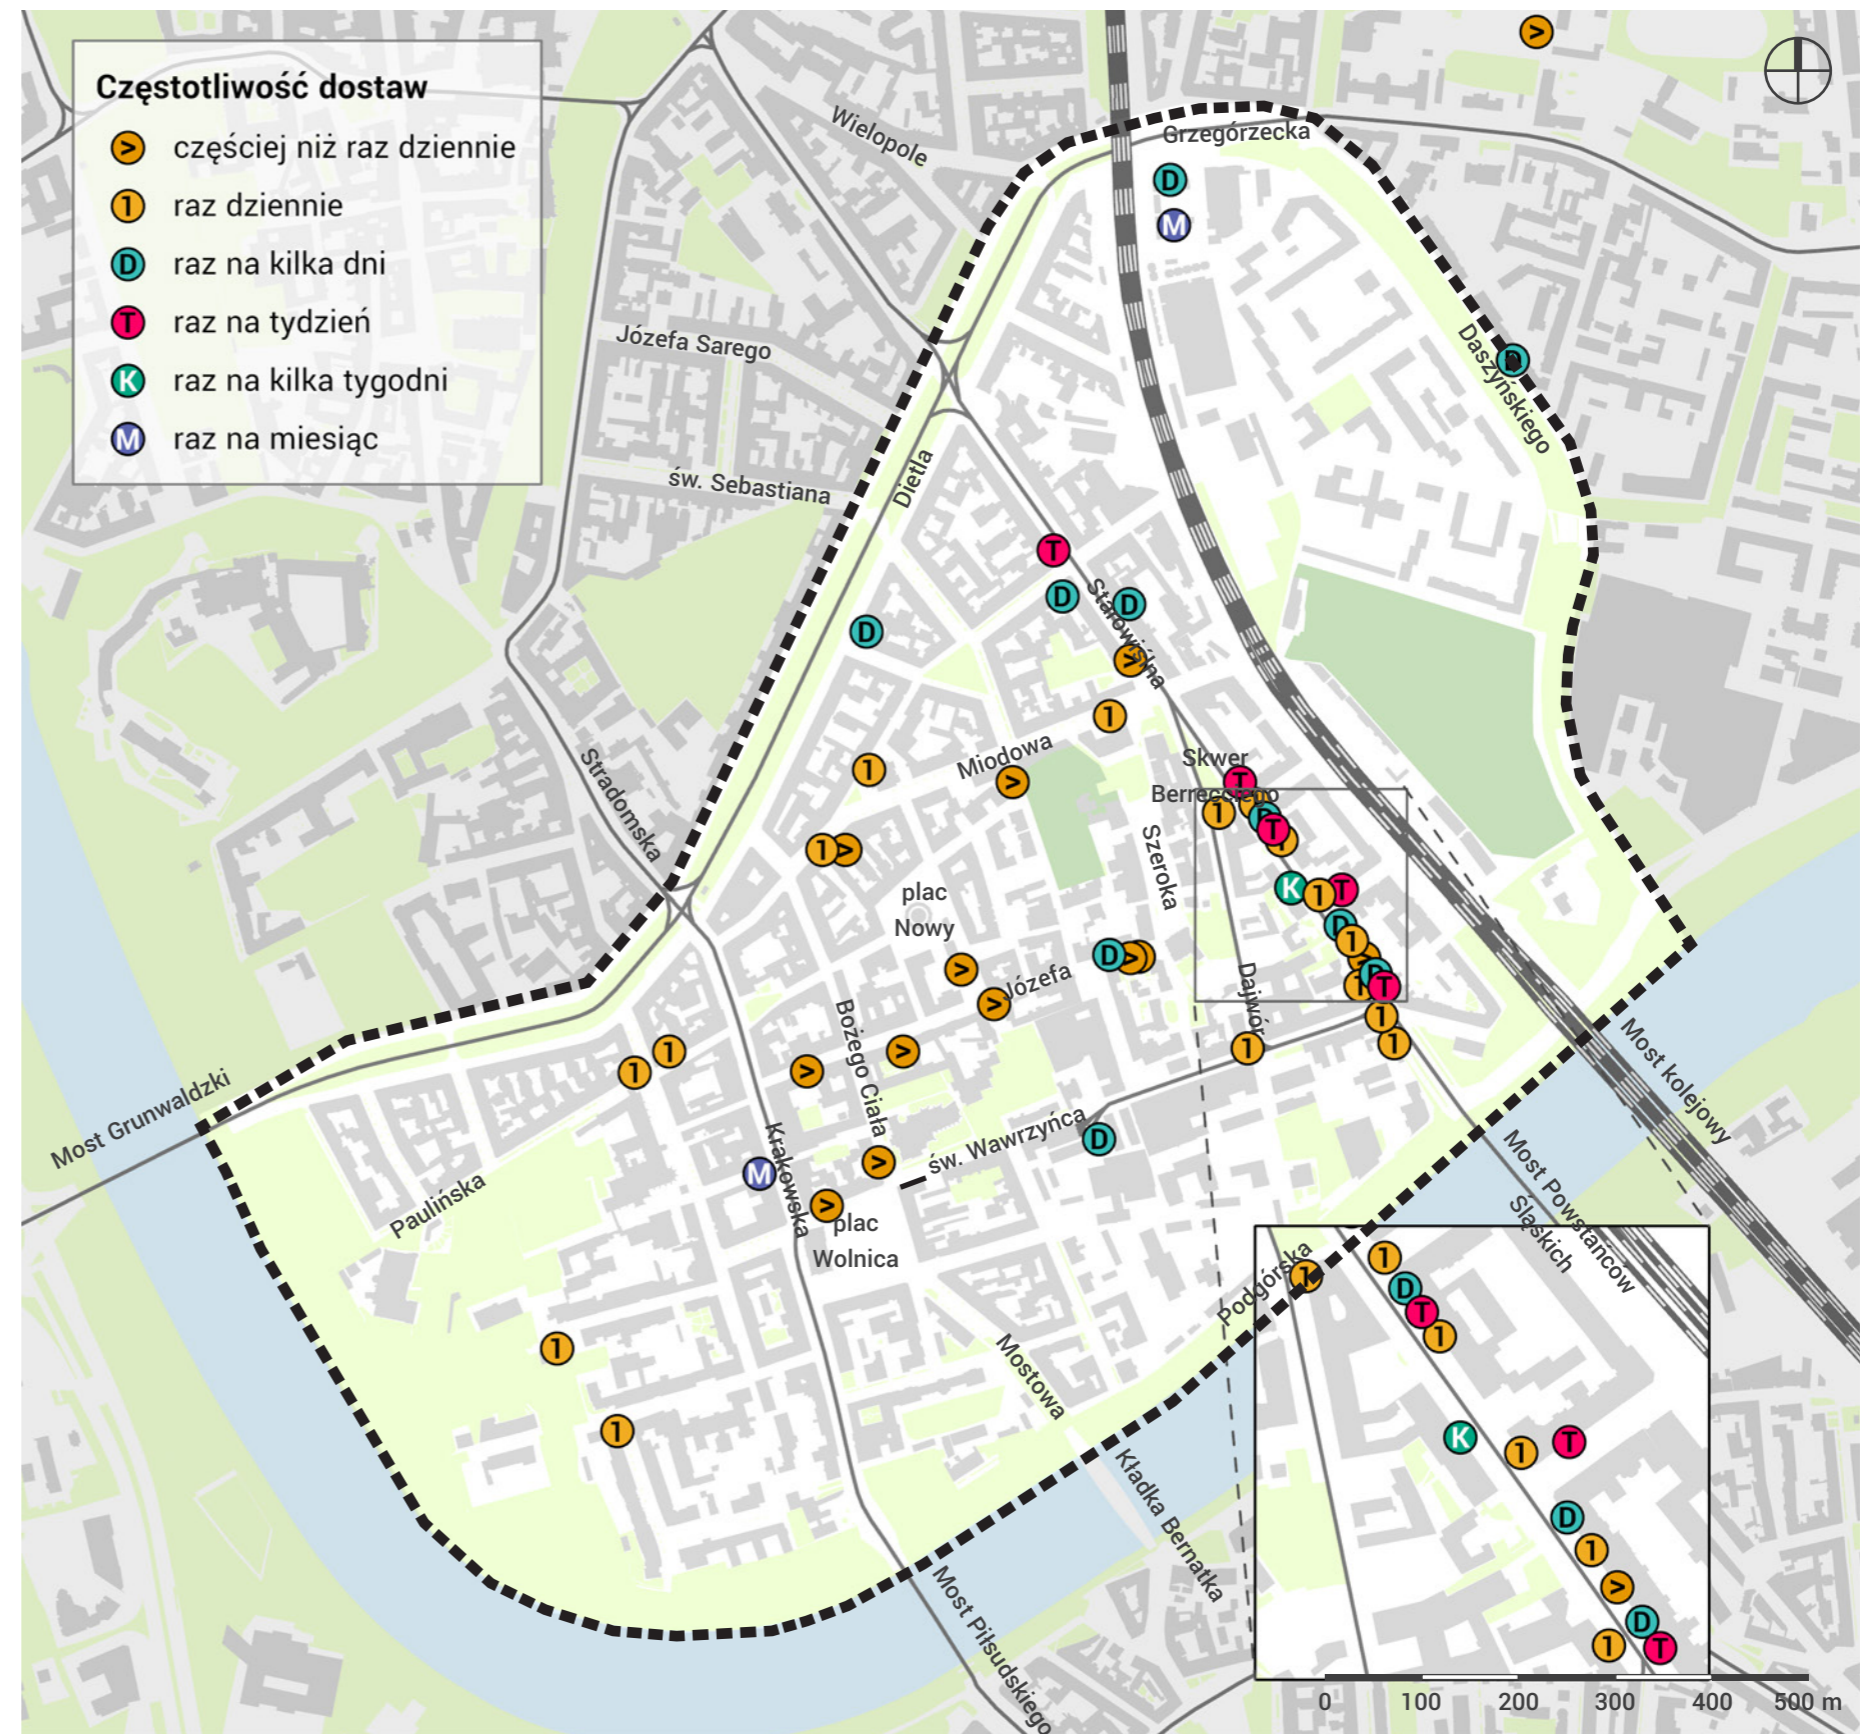 Częstotliwość dostaw
> częściej niż raz dziennie
1 raz dziennie
D raz na kilka dni
T raz na tydzień
K raz na kilka tygodni
M raz na miesiąc
Wielopole
Grzegórzecka
Józefa Sarego
Daszyńskiego
św. Sebastiana
Dietla
Starowiślna
Stradomska
Miodowa
Skwer
Berrecciego
Szeroka
plac
Nowy
Józefa
Dajwór
Bożego Ciała
Most Grunwaldzki
Most kolejowy
św. Wawrzyńca
Krakowska
Paulińska
plac
Wolnica
Most Powstańców
Śląskich
Podgórska
Mostowa
Kładka Bernatka
Most Piłsudskiego
0 100 200 300 400 500 m